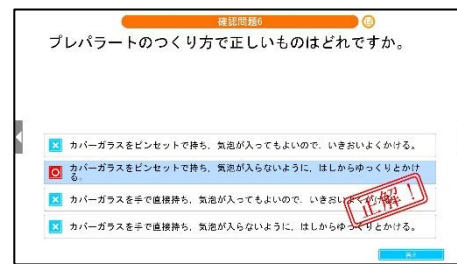 確認問題6
プレパラートのつくり方で正しいものはどれですか。
カバーガラスをピンセットで持ち、気泡が入ってもよいので、いきおいよくかける。
カバーガラスをピンセットで持ち、気泡が入らないように、はしからゆっくりとかけ
る。
カバーガラスを手で直接持ち、気泡が入ってもよいので、いきおいよくかける。
正解!
カバーガラスを手で直接持ち、気泡が入らないように、はしからゆっくりとかける。